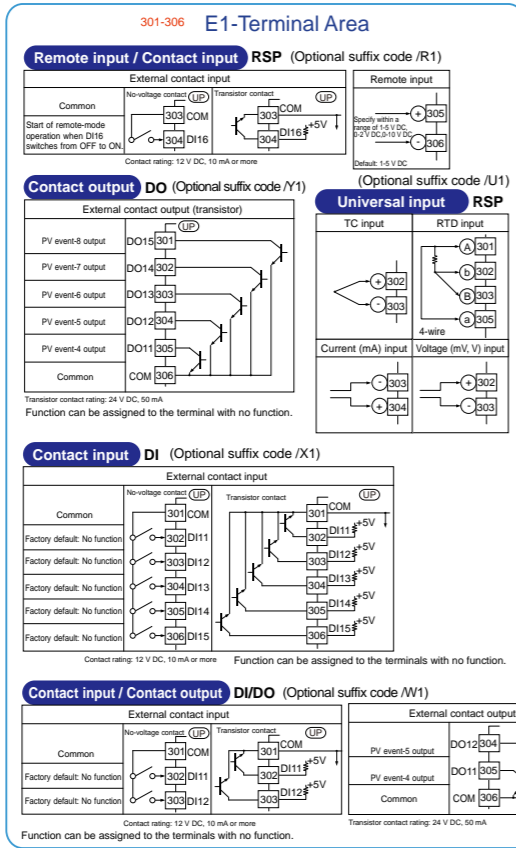 301-306 E1-Terminal Area
Remote input / Contact input RSP (Optional suffix code /R1)
External contact input
Common
No-voltage contact UP
Transistor contact UP
303 COM
303 COM
Start of remote-mode
operation when DI16
switches from OFF to ON.
304 DI16
304 DI16 +5V
Contact rating: 12 V DC, 10 mA or more
Remote input
Specify within a
range of 1-5 V DC,
0-2 V DC,0-10 V DC
+ 305
- 306
Default: 1-5 V DC
Contact output DO (Optional suffix code /Y1)
External contact output (transistor)
UP
PV event-8 output DO15 301
PV event-7 output DO14 302
PV event-6 output DO13 303
PV event-5 output DO12 304
PV event-4 output DO11 305
Common COM 306
Transistor contact rating: 24 V DC, 50 mA
Function can be assigned to the terminal with no function.
(Optional suffix code /U1)
Universal input RSP
TC input
+ 302
- 303
RTD input
A 301
b 302
B 303
a 305
4-wire
Current (mA) input
- 303
+ 304
Voltage (mV, V) input
+ 302
- 303
Contact input DI (Optional suffix code /X1)
External contact input
No-voltage contact UP
Transistor contact UP
Common 301 COM
Factory default: No function 302 DI11
Factory default: No function 303 DI12
Factory default: No function 304 DI13
Factory default: No function 305 DI14
Factory default: No function 306 DI15
301 COM
302 DI11 +5V
303 DI12 +5V
304 DI13 +5V
305 DI14 +5V
306 DI15 +5V
Contact rating: 12 V DC, 10 mA or more
Function can be assigned to the terminals with no function.
Contact input / Contact output DI/DO (Optional suffix code /W1)
External contact input
No-voltage contact UP
Transistor contact UP
Common 301 COM
Factory default: No function 302 DI11
Factory default: No function 303 DI12
301 COM
302 DI11 +5V
303 DI12 +5V
Contact rating: 12 V DC, 10 mA or more
Function can be assigned to the terminals with no function.
External contact output
PV event-5 output DO12 304
PV event-4 output DO11 305
Common COM 306
Transistor contact rating: 24 V DC, 50 mA